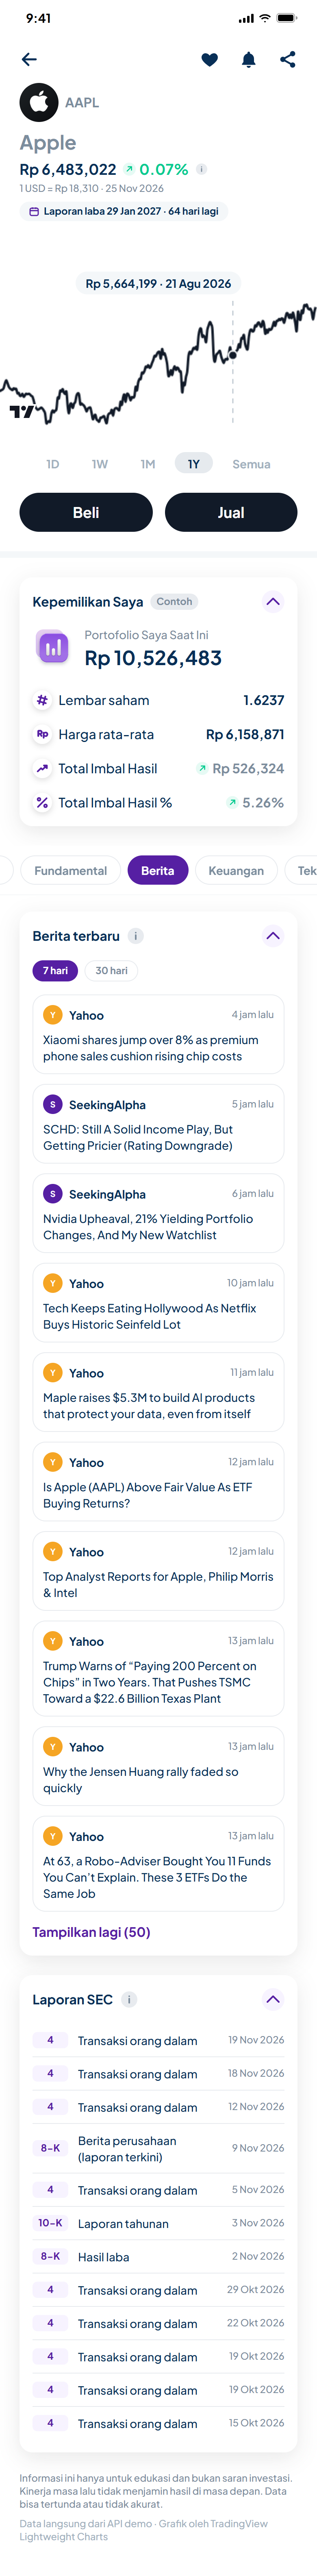 9:41
AAPL
Apple
Rp 6,483,022 0.07%
1 USD = Rp 18,310 · 25 Nov 2026
Laporan laba 29 Jan 2027 · 64 hari lagi
Rp 5,664,199 · 21 Agu 2026
1D 1W 1M 1Y Semua
Beli Jual
Kepemilikan Saya Contoh
Portofolio Saya Saat Ini
Rp 10,526,483
Lembar saham 1.6237
Rp Harga rata-rata Rp 6,158,871
Total Imbal Hasil Rp 526,324
Total Imbal Hasil % 5.26%
Fundamental Berita Keuangan Tek
Berita terbaru
7 hari 30 hari
Y Yahoo 4 jam lalu
Xiaomi shares jump over 8% as premium
phone sales cushion rising chip costs
S SeekingAlpha 5 jam lalu
SCHD: Still A Solid Income Play, But
Getting Pricier (Rating Downgrade)
S SeekingAlpha 6 jam lalu
Nvidia Upheaval, 21% Yielding Portfolio
Changes, And My New Watchlist
Y Yahoo 10 jam lalu
Tech Keeps Eating Hollywood As Netflix
Buys Historic Seinfeld Lot
Y Yahoo 11 jam lalu
Maple raises $5.3M to build AI products
that protect your data, even from itself
Y Yahoo 12 jam lalu
Is Apple (AAPL) Above Fair Value As ETF
Buying Returns?
Y Yahoo 12 jam lalu
Top Analyst Reports for Apple, Philip Morris
& Intel
Y Yahoo 13 jam lalu
Trump Warns of “Paying 200 Percent on
Chips” in Two Years. That Pushes TSMC
Toward a $22.6 Billion Texas Plant
Y Yahoo 13 jam lalu
Why the Jensen Huang rally faded so
quickly
Y Yahoo 13 jam lalu
At 63, a Robo-Adviser Bought You 11 Funds
You Can’t Explain. These 3 ETFs Do the
Same Job
Tampilkan lagi (50)
Laporan SEC
4 Transaksi orang dalam 19 Nov 2026
4 Transaksi orang dalam 18 Nov 2026
4 Transaksi orang dalam 12 Nov 2026
8-K Berita perusahaan
(laporan terkini) 9 Nov 2026
4 Transaksi orang dalam 5 Nov 2026
10-K Laporan tahunan 3 Nov 2026
8-K Hasil laba 2 Nov 2026
4 Transaksi orang dalam 29 Okt 2026
4 Transaksi orang dalam 22 Okt 2026
4 Transaksi orang dalam 19 Okt 2026
4 Transaksi orang dalam 19 Okt 2026
4 Transaksi orang dalam 15 Okt 2026
Informasi ini hanya untuk edukasi dan bukan saran investasi.
Kinerja masa lalu tidak menjamin hasil di masa depan. Data
bisa tertunda atau tidak akurat.
Data langsung dari API demo · Grafik oleh TradingView
Lightweight Charts